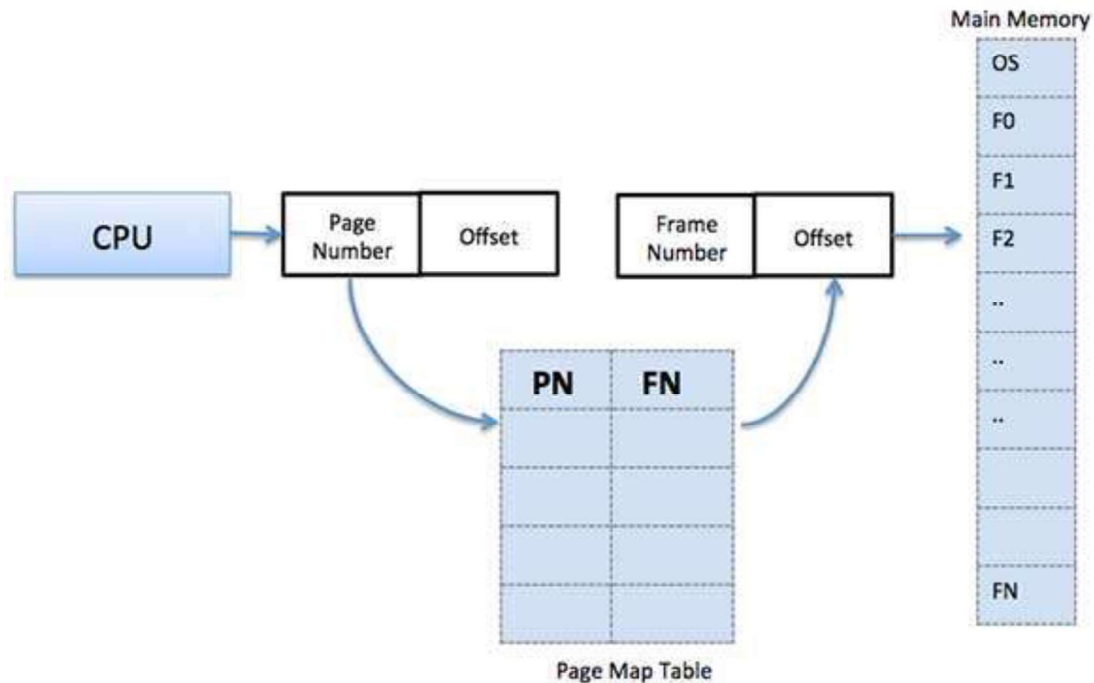 Main Memory
OS
F0
F1
CPU
Page
Number
Offset
Frame
Number
Offset
F2
..
..
..
PN
FN
FN
Page Map Table